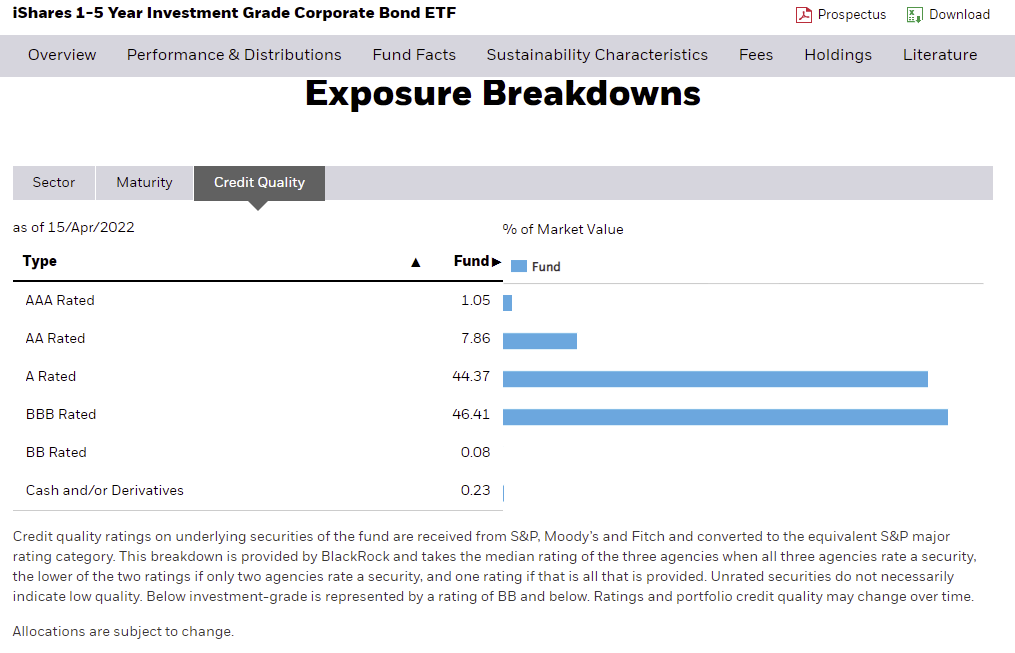 iShares 1-5 Year Investment Grade Corporate Bond ETF
Prospectus Download
Overview Performance & Distributions Fund Facts Sustainability Characteristics Fees Holdings Literature
Exposure Breakdowns
Sector Maturity Credit Quality
as of 15/Apr/2022
% of Market Value
Type ▲ Fund▶
Fund
AAA Rated 1.05
AA Rated 7.86
A Rated 44.37
BBB Rated 46.41
BB Rated 0.08
Cash and/or Derivatives 0.23
Credit quality ratings on underlying securities of the fund are received from S&P, Moody's and Fitch and converted to the equivalent S&P major
rating category. This breakdown is provided by BlackRock and takes the median rating of the three agencies when all three agencies rate a security,
the lower of the two ratings if only two agencies rate a security, and one rating if that is all that is provided. Unrated securities do not necessarily
indicate low quality. Below investment-grade is represented by a rating of BB and below. Ratings and portfolio credit quality may change over time.
Allocations are subject to change.